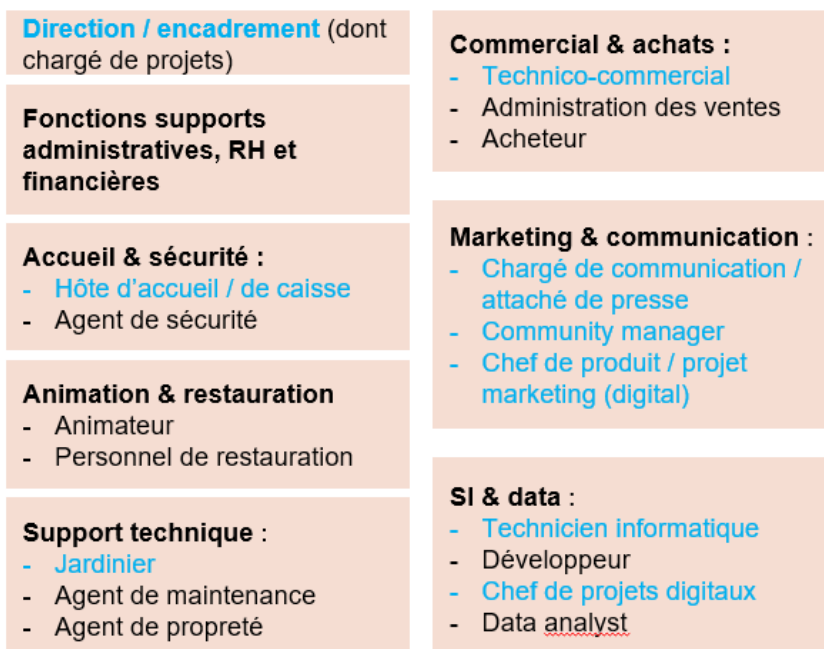 Direction / encadrement (dont
chargé de projets)
Fonctions supports
administratives, RH et
financières
Accueil & sécurité :
- Hôte d’accueil / de caisse
- Agent de sécurité
Animation & restauration
- Animateur
- Personnel de restauration
Support technique :
- Jardinier
- Agent de maintenance
- Agent de propreté
Commercial & achats :
- Technico-commercial
- Administration des ventes
- Acheteur
Marketing & communication :
- Chargé de communication /
attaché de presse
- Community manager
- Chef de produit / projet
marketing (digital)
SI & data :
- Technicien informatique
- Développeur
- Chef de projets digitaux
- Data analyst